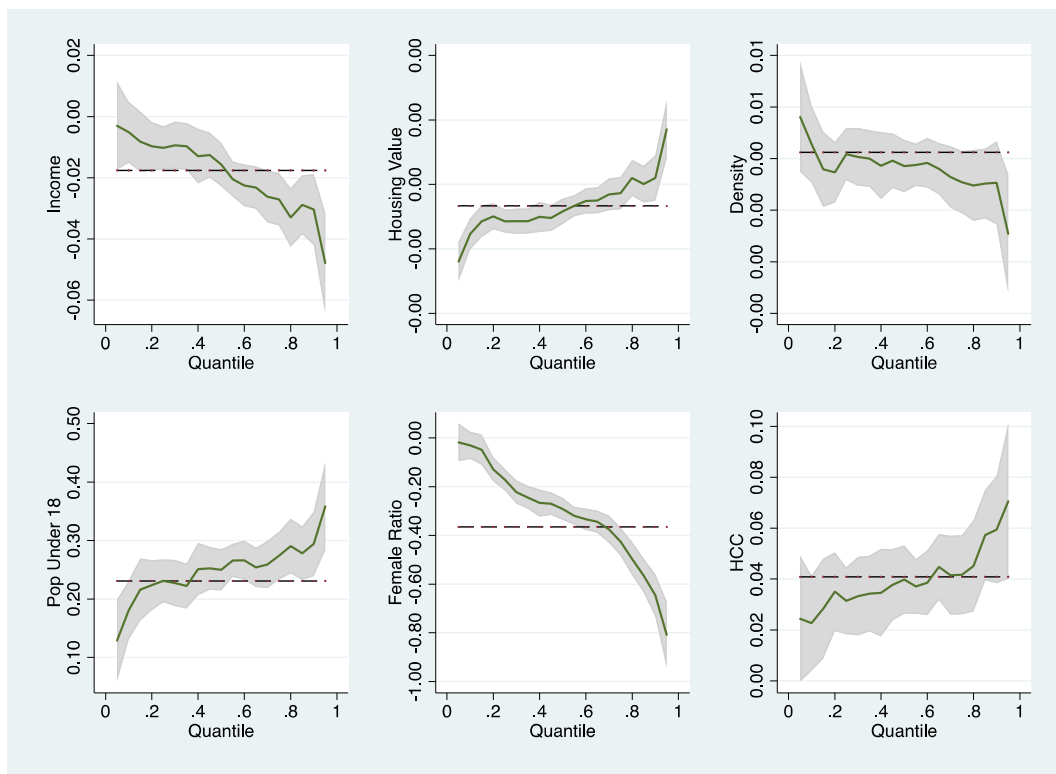 Income
0.02
0.00
-0.02
-0.04
-0.06
0 .2 .4 .6 .8 1
Quantile
Housing Value
0.00
0.00
0.00
-0.00
-0.00
0 .2 .4 .6 .8 1
Quantile
Density
0.01
0.01
0.00
0.00
0.00
-0.00
0 .2 .4 .6 .8 1
Quantile
Pop Under 18
0.50
0.30
0.20
0.10
0 .2 .4 .6 .8 1
Quantile
Female Ratio
0.00
-0.20
-0.40
-0.60
-0.80
-1.00
0 .2 .4 .6 .8 1
Quantile
HCC
0.10
0.08
0.06
0.04
0.02
0.00
0 .2 .4 .6 .8 1
Quantile